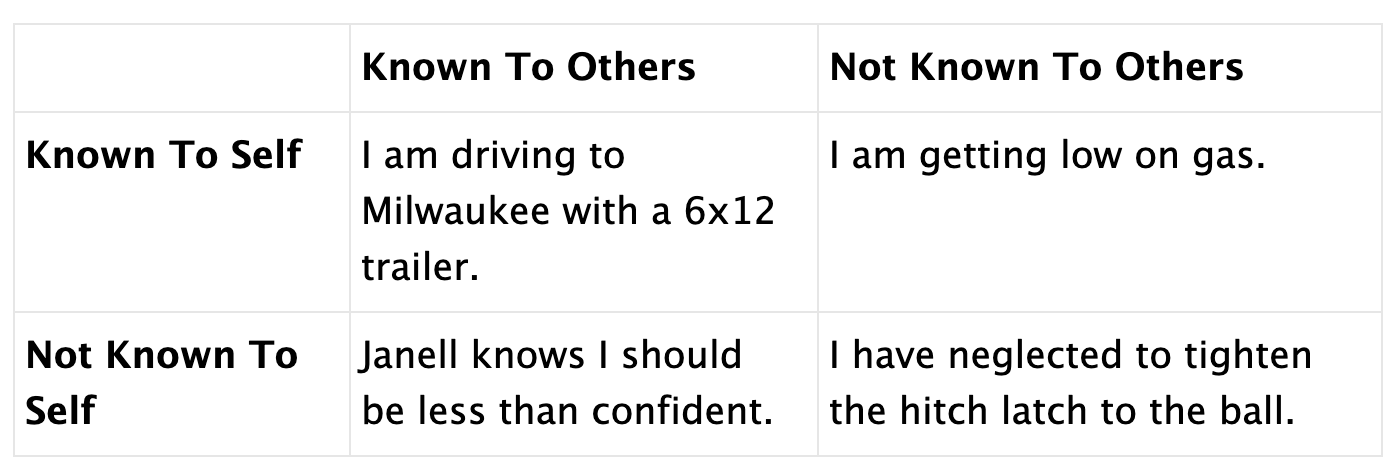 Known To Others
Not Known To Others
Known To Self
I am driving to
Milwaukee with a 6x12
trailer.
I am getting low on gas.
Not Known To
Self
Janell knows I should
be less than confident.
I have neglected to tighten
the hitch latch to the ball.